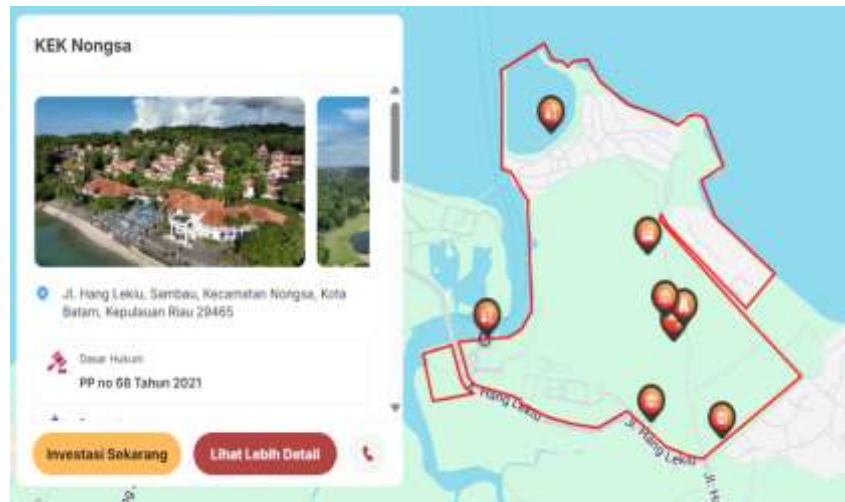 KEK Nongsa
Jl. Hang Lekiu, Sambau, Kecamatan Nongsa, Kota
Batam, Kepulauan Riau 29465
Dasar Hukum
PP no 68 Tahun 2021
Investasi Sekarang
Lihat Lebih Detail
Hang Lekiu
Jl. Hang Lekiu
Jl. H